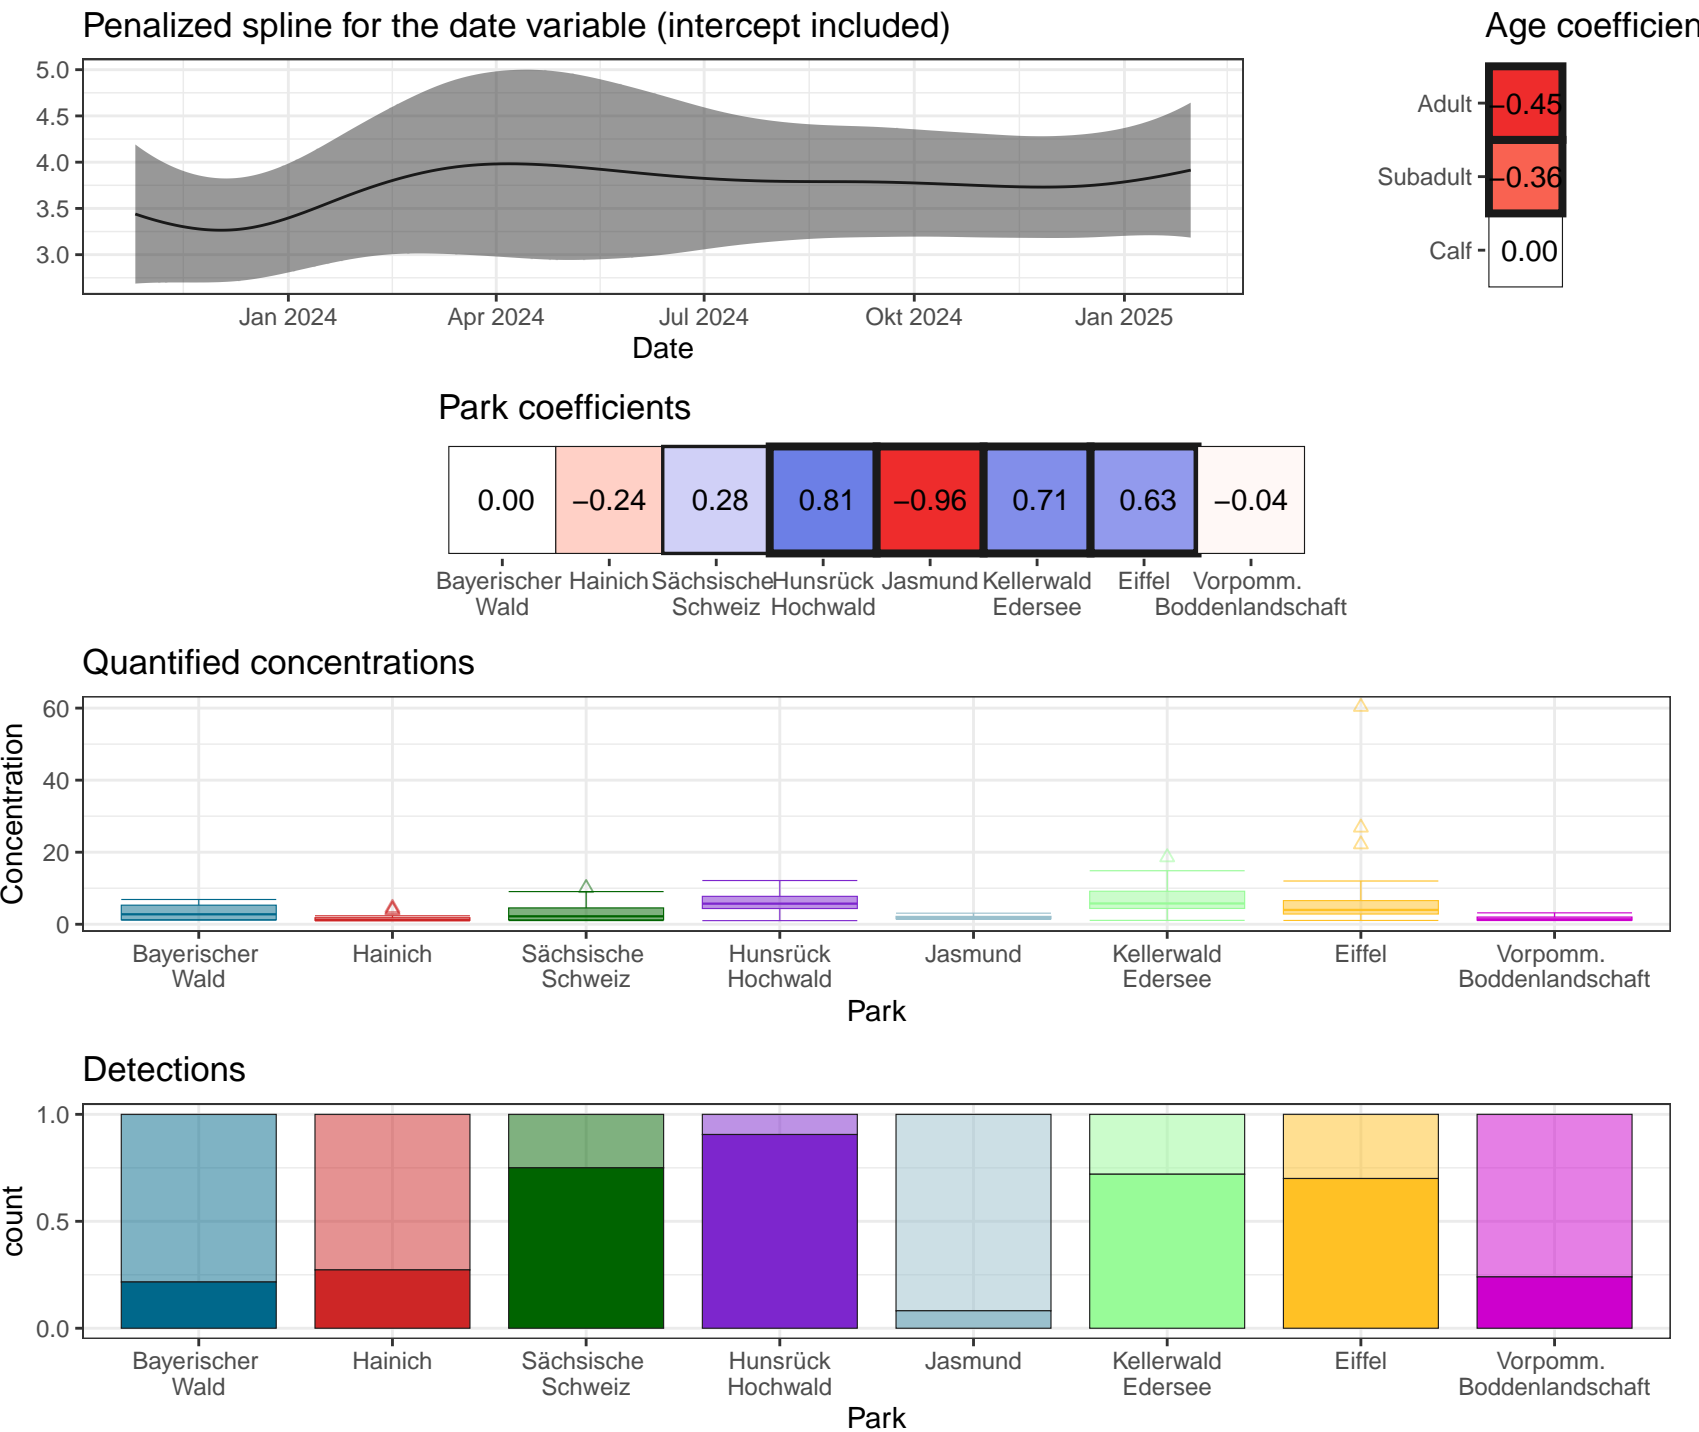 Penalized spline for the date variable (intercept included)
5.0
4.5
4.0
3.5
3.0
Jan 2024
Apr 2024
Jul 2024
Okt 2024
Jan 2025
Date
Age coefficien
Adult
−0.45
Subadult
−0.36
Calf
0.00
Park coefficients
0.00
−0.24
0.28
0.81
−0.96
0.71
0.63
−0.04
Bayerischer
Wald
Hainich
Sächsische
Schweiz
Hunsrück
Hochwald
Jasmund
Kellerwald
Edersee
Eiffel
Vorpomm.
Boddenlandschaft
Quantified concentrations
Concentration
60
40
20
0
Bayerischer
Wald
Hainich
Sächsische
Schweiz
Hunsrück
Hochwald
Jasmund
Kellerwald
Edersee
Eiffel
Vorpomm.
Boddenlandschaft
Park
Detections
count
1.0
0.5
0.0
Bayerischer
Wald
Hainich
Sächsische
Schweiz
Hunsrück
Hochwald
Jasmund
Kellerwald
Edersee
Eiffel
Vorpomm.
Boddenlandschaft
Park